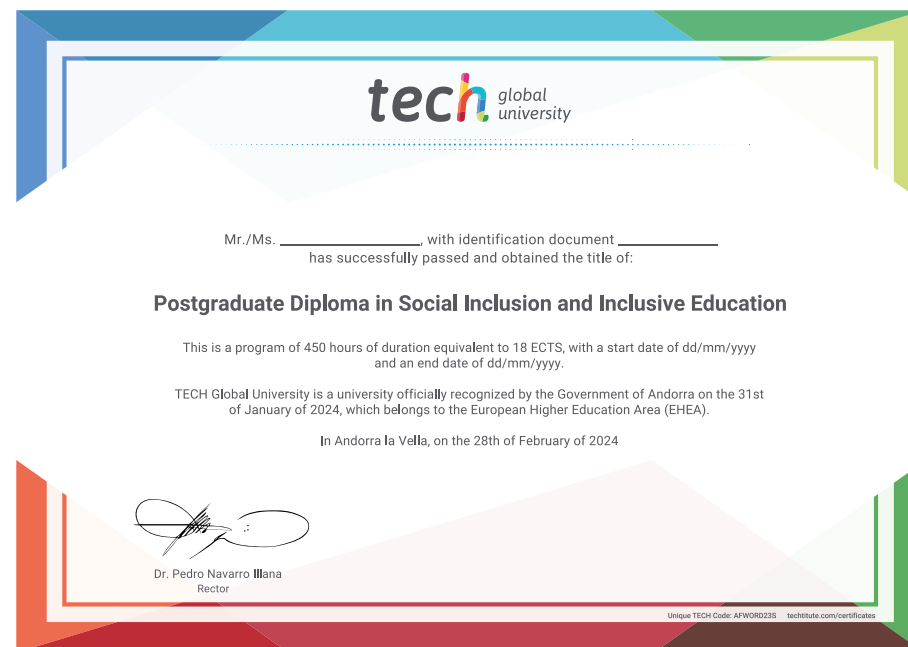 tech global university
Mr./Ms. ____________________, with identification document ______________
has successfully passed and obtained the title of:
Postgraduate Diploma in Social Inclusion and Inclusive Education
This is a program of 450 hours of duration equivalent to 18 ECTS, with a start date of dd/mm/yyyy
and an end date of dd/mm/yyyy.
TECH Global University is a university officially recognized by the Government of Andorra on the 31st
of January of 2024, which belongs to the European Higher Education Area (EHEA).
In Andorra la Vella, on the 28th of February of 2024
Dr. Pedro Navarro Illana
Rector
Unique TECH Code: AFWORD23S techtitute.com/certificates